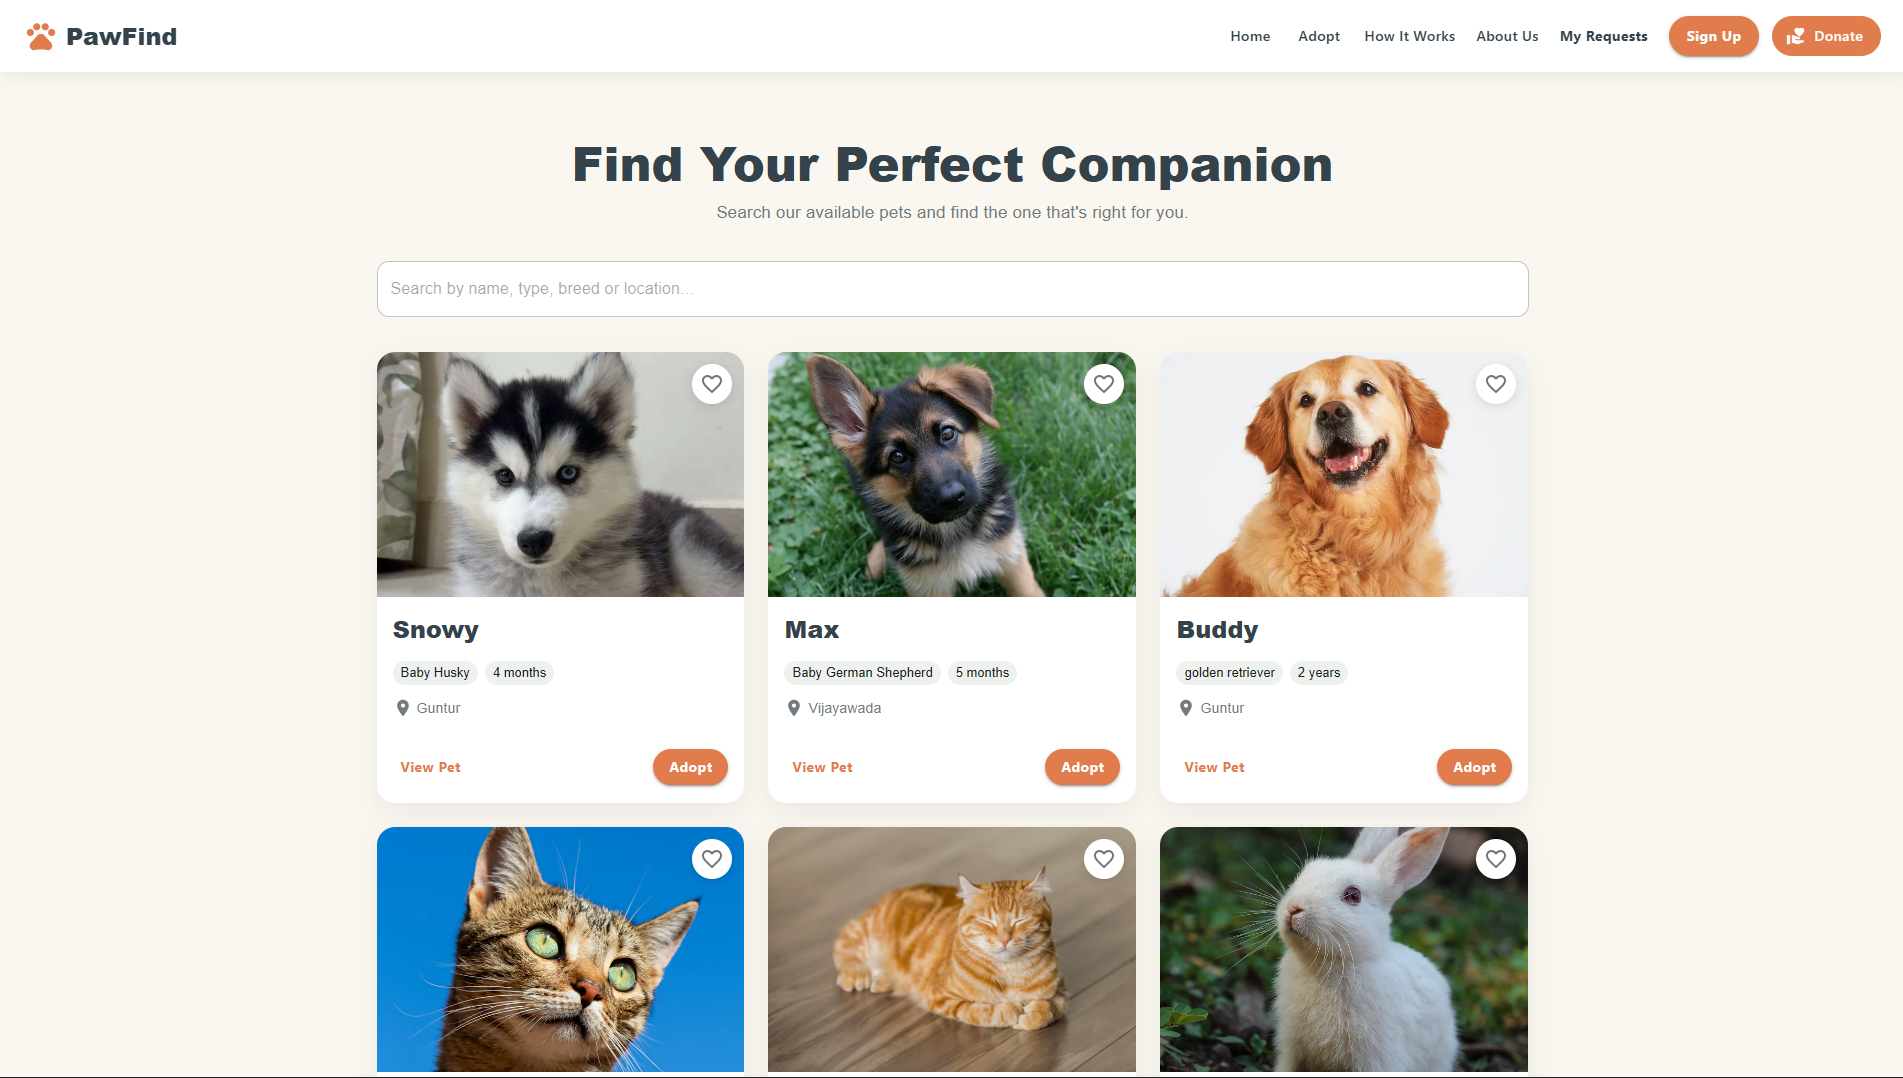 PawFind
Home Adopt How It Works About Us My Requests Sign Up Donate
Find Your Perfect Companion
Search our available pets and find the one that's right for you.
Search by name, type, breed or location...
Snowy
Baby Husky 4 months
Guntur
View Pet Adopt
Max
Baby German Shepherd 5 months
Vijayawada
View Pet Adopt
Buddy
golden retriever 2 years
Guntur
View Pet Adopt